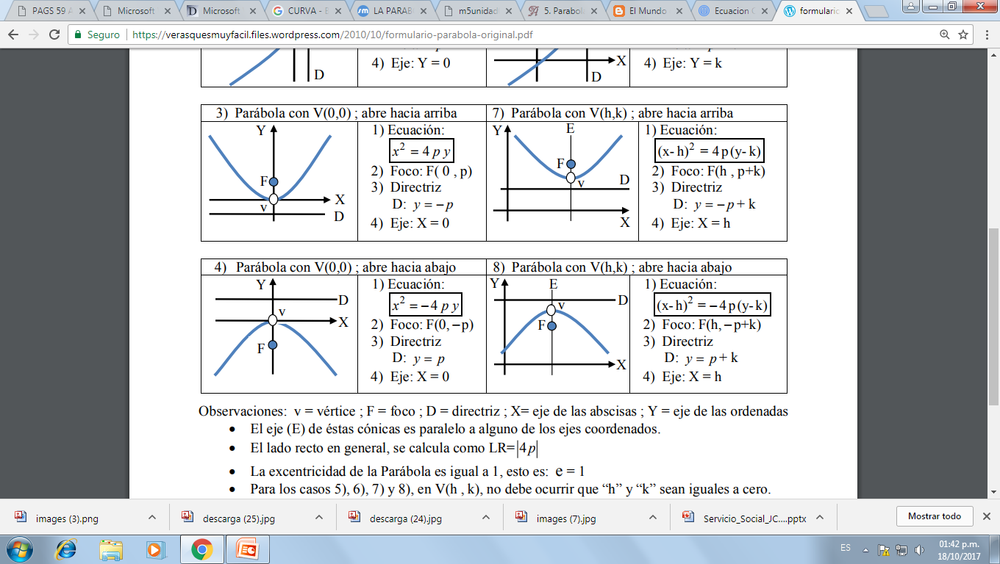 PAGS 59 A
Microsoft
Microsoft
CURVA - E
LA PARAB
m5unidad
5. Parabol
El Mundo
Ecuacion
formulario
Seguro
https://verasquesmuyfacil.files.wordpress.com/2010/10/formulario-parabola-original.pdf
D
4) Eje: Y = 0
X
D
4) Eje: Y = k
3) Parábola con V(0,0) ; abre hacia arriba
Y
F
v
X
D
1) Ecuación:
x² = 4 p y
2) Foco: F( 0 , p)
3) Directriz
D: y = − p
4) Eje: X = 0
7) Parábola con V(h,k) ; abre hacia arriba
Y
E
F
v
D
X
1) Ecuación:
(x- h)² = 4 p (y- k)
2) Foco: F(h , p+k)
3) Directriz
D: y = − p + k
4) Eje: X = h
4) Parábola con V(0,0) ; abre hacia abajo
Y
D
v
X
F
1) Ecuación:
x² = − 4 p y
2) Foco: F(0, −p)
3) Directriz
D: y = p
4) Eje: X = 0
8) Parábola con V(h,k) ; abre hacia abajo
Y
E
D
v
F
X
1) Ecuación:
(x- h)² = − 4 p (y- k)
2) Foco: F(h, − p+k)
3) Directriz
D: y = p + k
4) Eje: X = h
Observaciones: v = vértice ; F = foco ; D = directriz ; X= eje de las abscisas ; Y = eje de las ordenadas
• El eje (E) de éstas cónicas es paralelo a alguno de los ejes coordenados.
• El lado recto en general, se calcula como LR= |4p|
• La excentricidad de la Parábola es igual a 1, esto es: e = 1
• Para los casos 5), 6), 7) y 8), en V(h , k), no debe ocurrir que “h” y “k” sean iguales a cero.
images (3).png
descarga (25).jpg
descarga (24).jpg
images (7).jpg
Servicio_Social_JC....pptx
Mostrar todo
ES
01:42 p.m.
18/10/2017